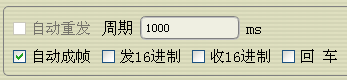 自动重发 周期 1000 ms
自动成帧 发16进制 收16进制 回 车